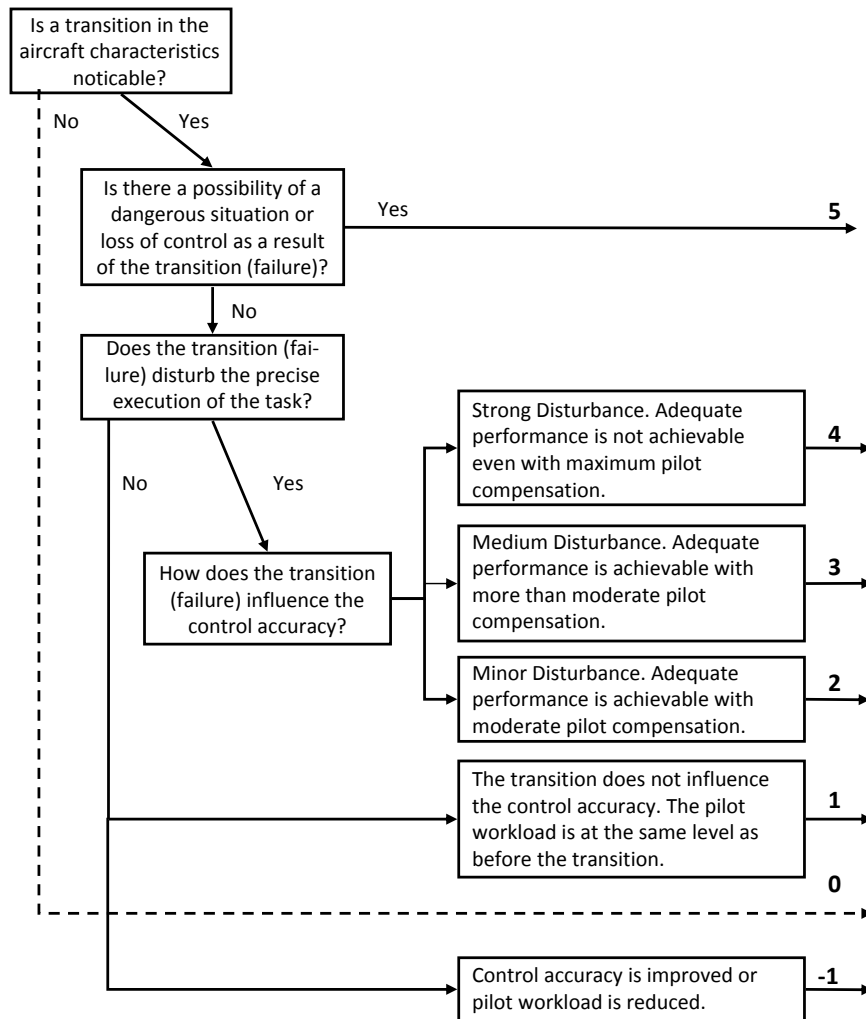 Is a transition in the
aircraft characteristics
noticable?
No
Yes
Is there a possibility of a
dangerous situation or
loss of control as a result
of the transition (failure)?
Yes
5
No
Does the transition (fai-
lure) disturb the precise
execution of the task?
No
Yes
How does the transition
(failure) influence the
control accuracy?
Strong Disturbance. Adequate
performance is not achievable
even with maximum pilot
compensation.
4
Medium Disturbance. Adequate
performance is achievable with
more than moderate pilot
compensation.
3
Minor Disturbance. Adequate
performance is achievable with
moderate pilot compensation.
2
The transition does not influence
the control accuracy. The pilot
workload is at the same level as
before the transition.
1
0
Control accuracy is improved or
pilot workload is reduced.
-1